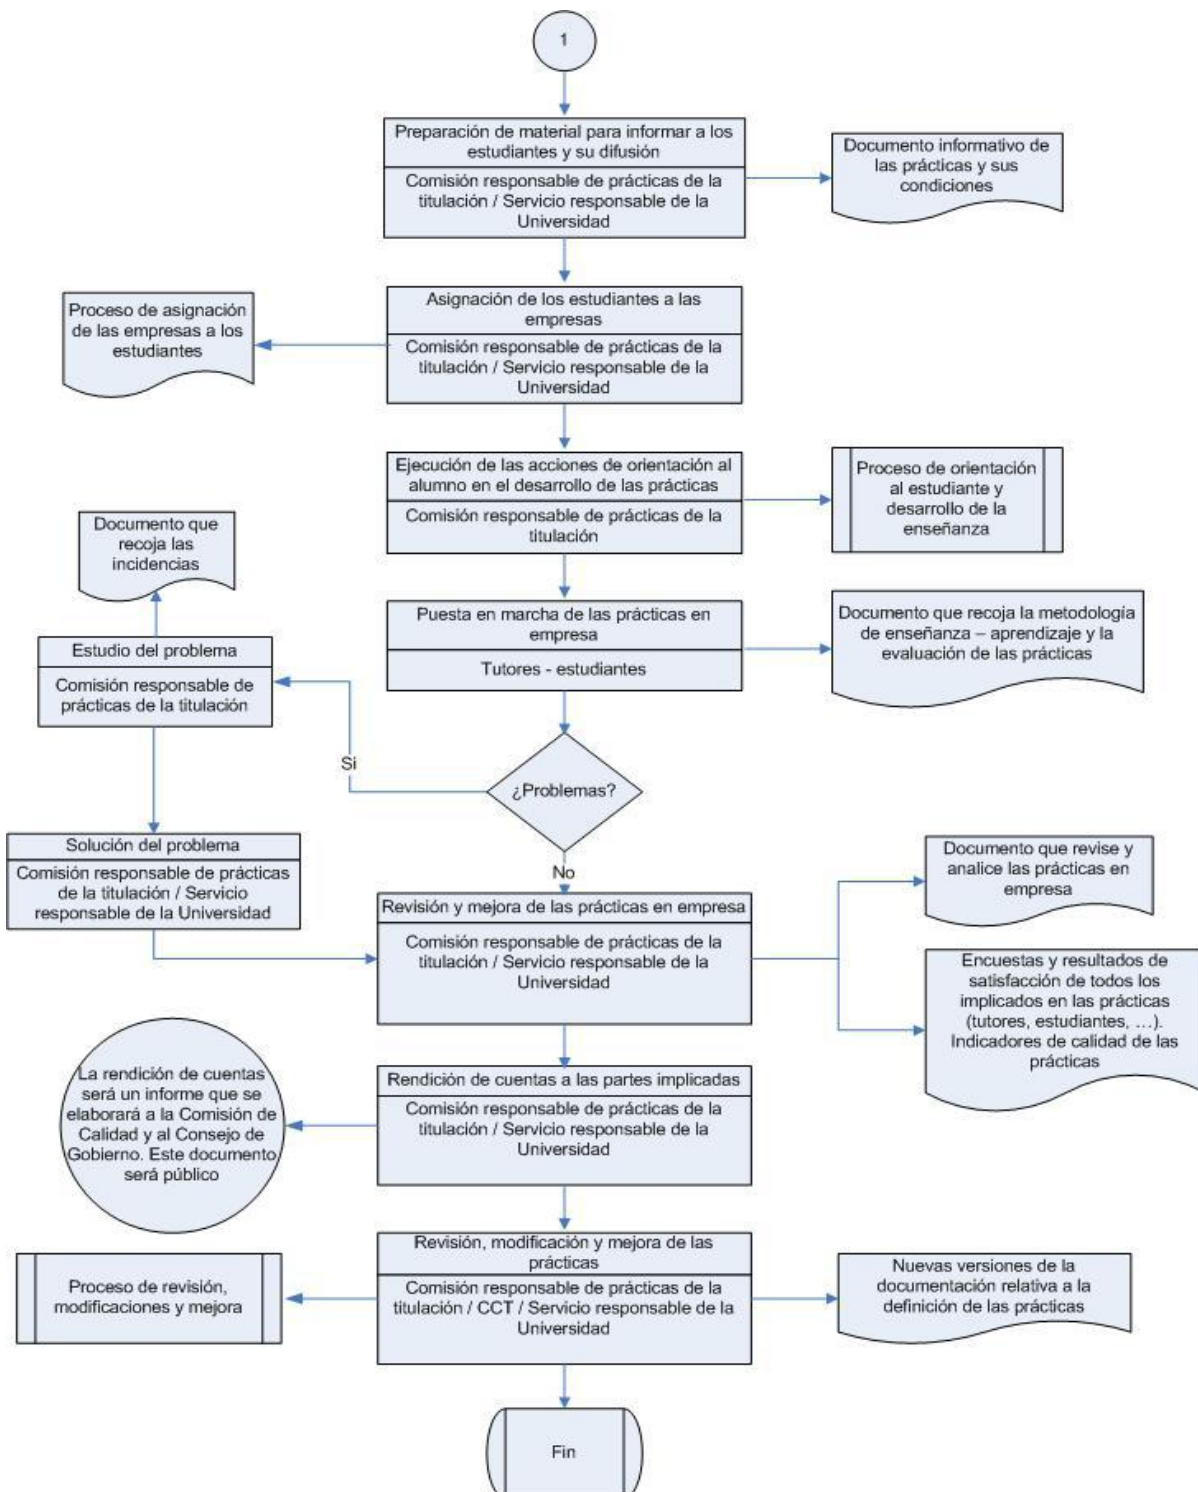 1
Preparación de material para informar a los
estudiantes y su difusión
Comisión responsable de prácticas de la
titulación / Servicio responsable de la
Universidad
Documento informativo de
las prácticas y sus
condiciones
Asignación de los estudiantes a las
empresas
Comisión responsable de prácticas de la
titulación / Servicio responsable de la
Universidad
Proceso de asignación
de las empresas a los
estudiantes
Ejecución de las acciones de orientación al
alumno en el desarrollo de las prácticas
Comisión responsable de prácticas de la
titulación
Proceso de orientación
al estudiante y
desarrollo de la
enseñanza
Documento que
recoja las
incidencias
Puesta en marcha de las prácticas en
empresa
Tutores - estudiantes
Documento que recoja la metodología
de enseñanza – aprendizaje y la
evaluación de las prácticas
Estudio del problema
Comisión responsable de
prácticas de la titulación
Si
¿Problemas?
No
Solución del problema
Comisión responsable de prácticas
de la titulación / Servicio
responsable de la Universidad
Revisión y mejora de las prácticas en empresa
Comisión responsable de prácticas de la
titulación / Servicio responsable de la
Universidad
Documento que revise y
analice las prácticas en
empresa
Encuestas y resultados de
satisfacción de todos los
implicados en las prácticas
(tutores, estudiantes, …).
Indicadores de calidad de las
prácticas
Rendición de cuentas a las partes implicadas
Comisión responsable de prácticas de la
titulación / Servicio responsable de la
Universidad
La rendición de cuentas
será un informe que se
elaborará a la Comisión de
Calidad y al Consejo de
Gobierno. Este documento
será público
Revisión, modificación y mejora de las
prácticas
Comisión responsable de prácticas de la
titulación / CCT / Servicio responsable de la
Universidad
Proceso de revisión,
modificaciones y mejora
Nuevas versiones de la
documentación relativa a la
definición de las prácticas
Fin